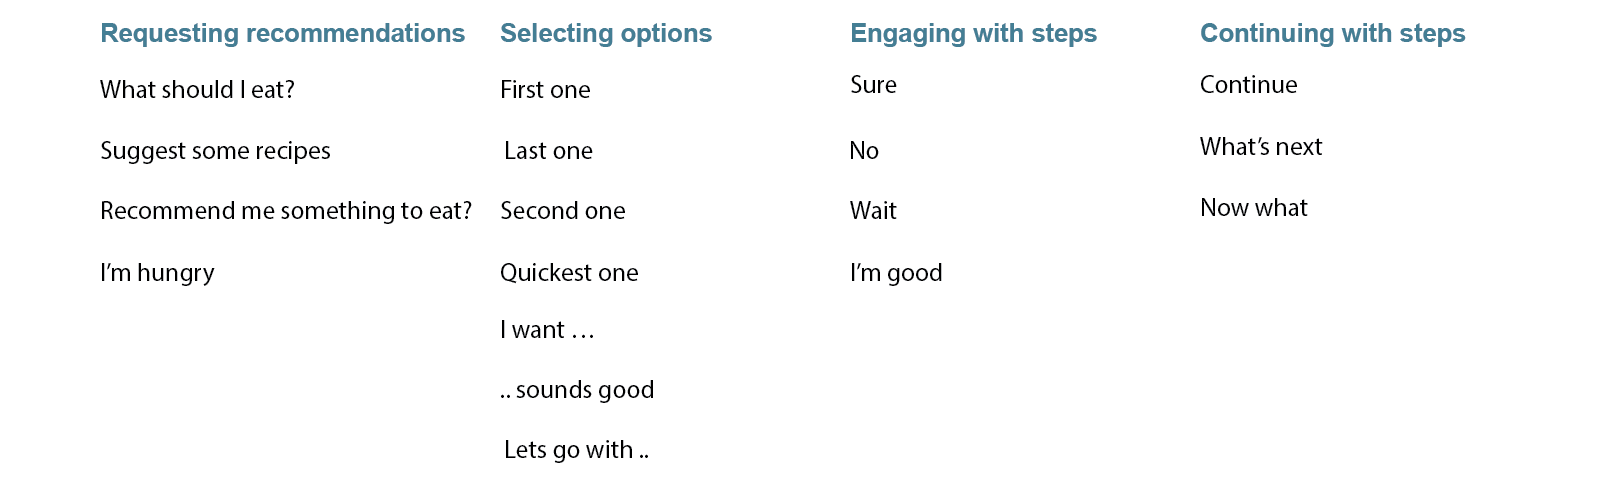 Requesting recommendations
What should I eat?
Suggest some recipes
Recommend me something to eat?
I’m hungry
Selecting options
First one
Last one
Second one
Quickest one
I want …
.. sounds good
Lets go with ..
Engaging with steps
Sure
No
Wait
I’m good
Continuing with steps
Continue
What’s next
Now what